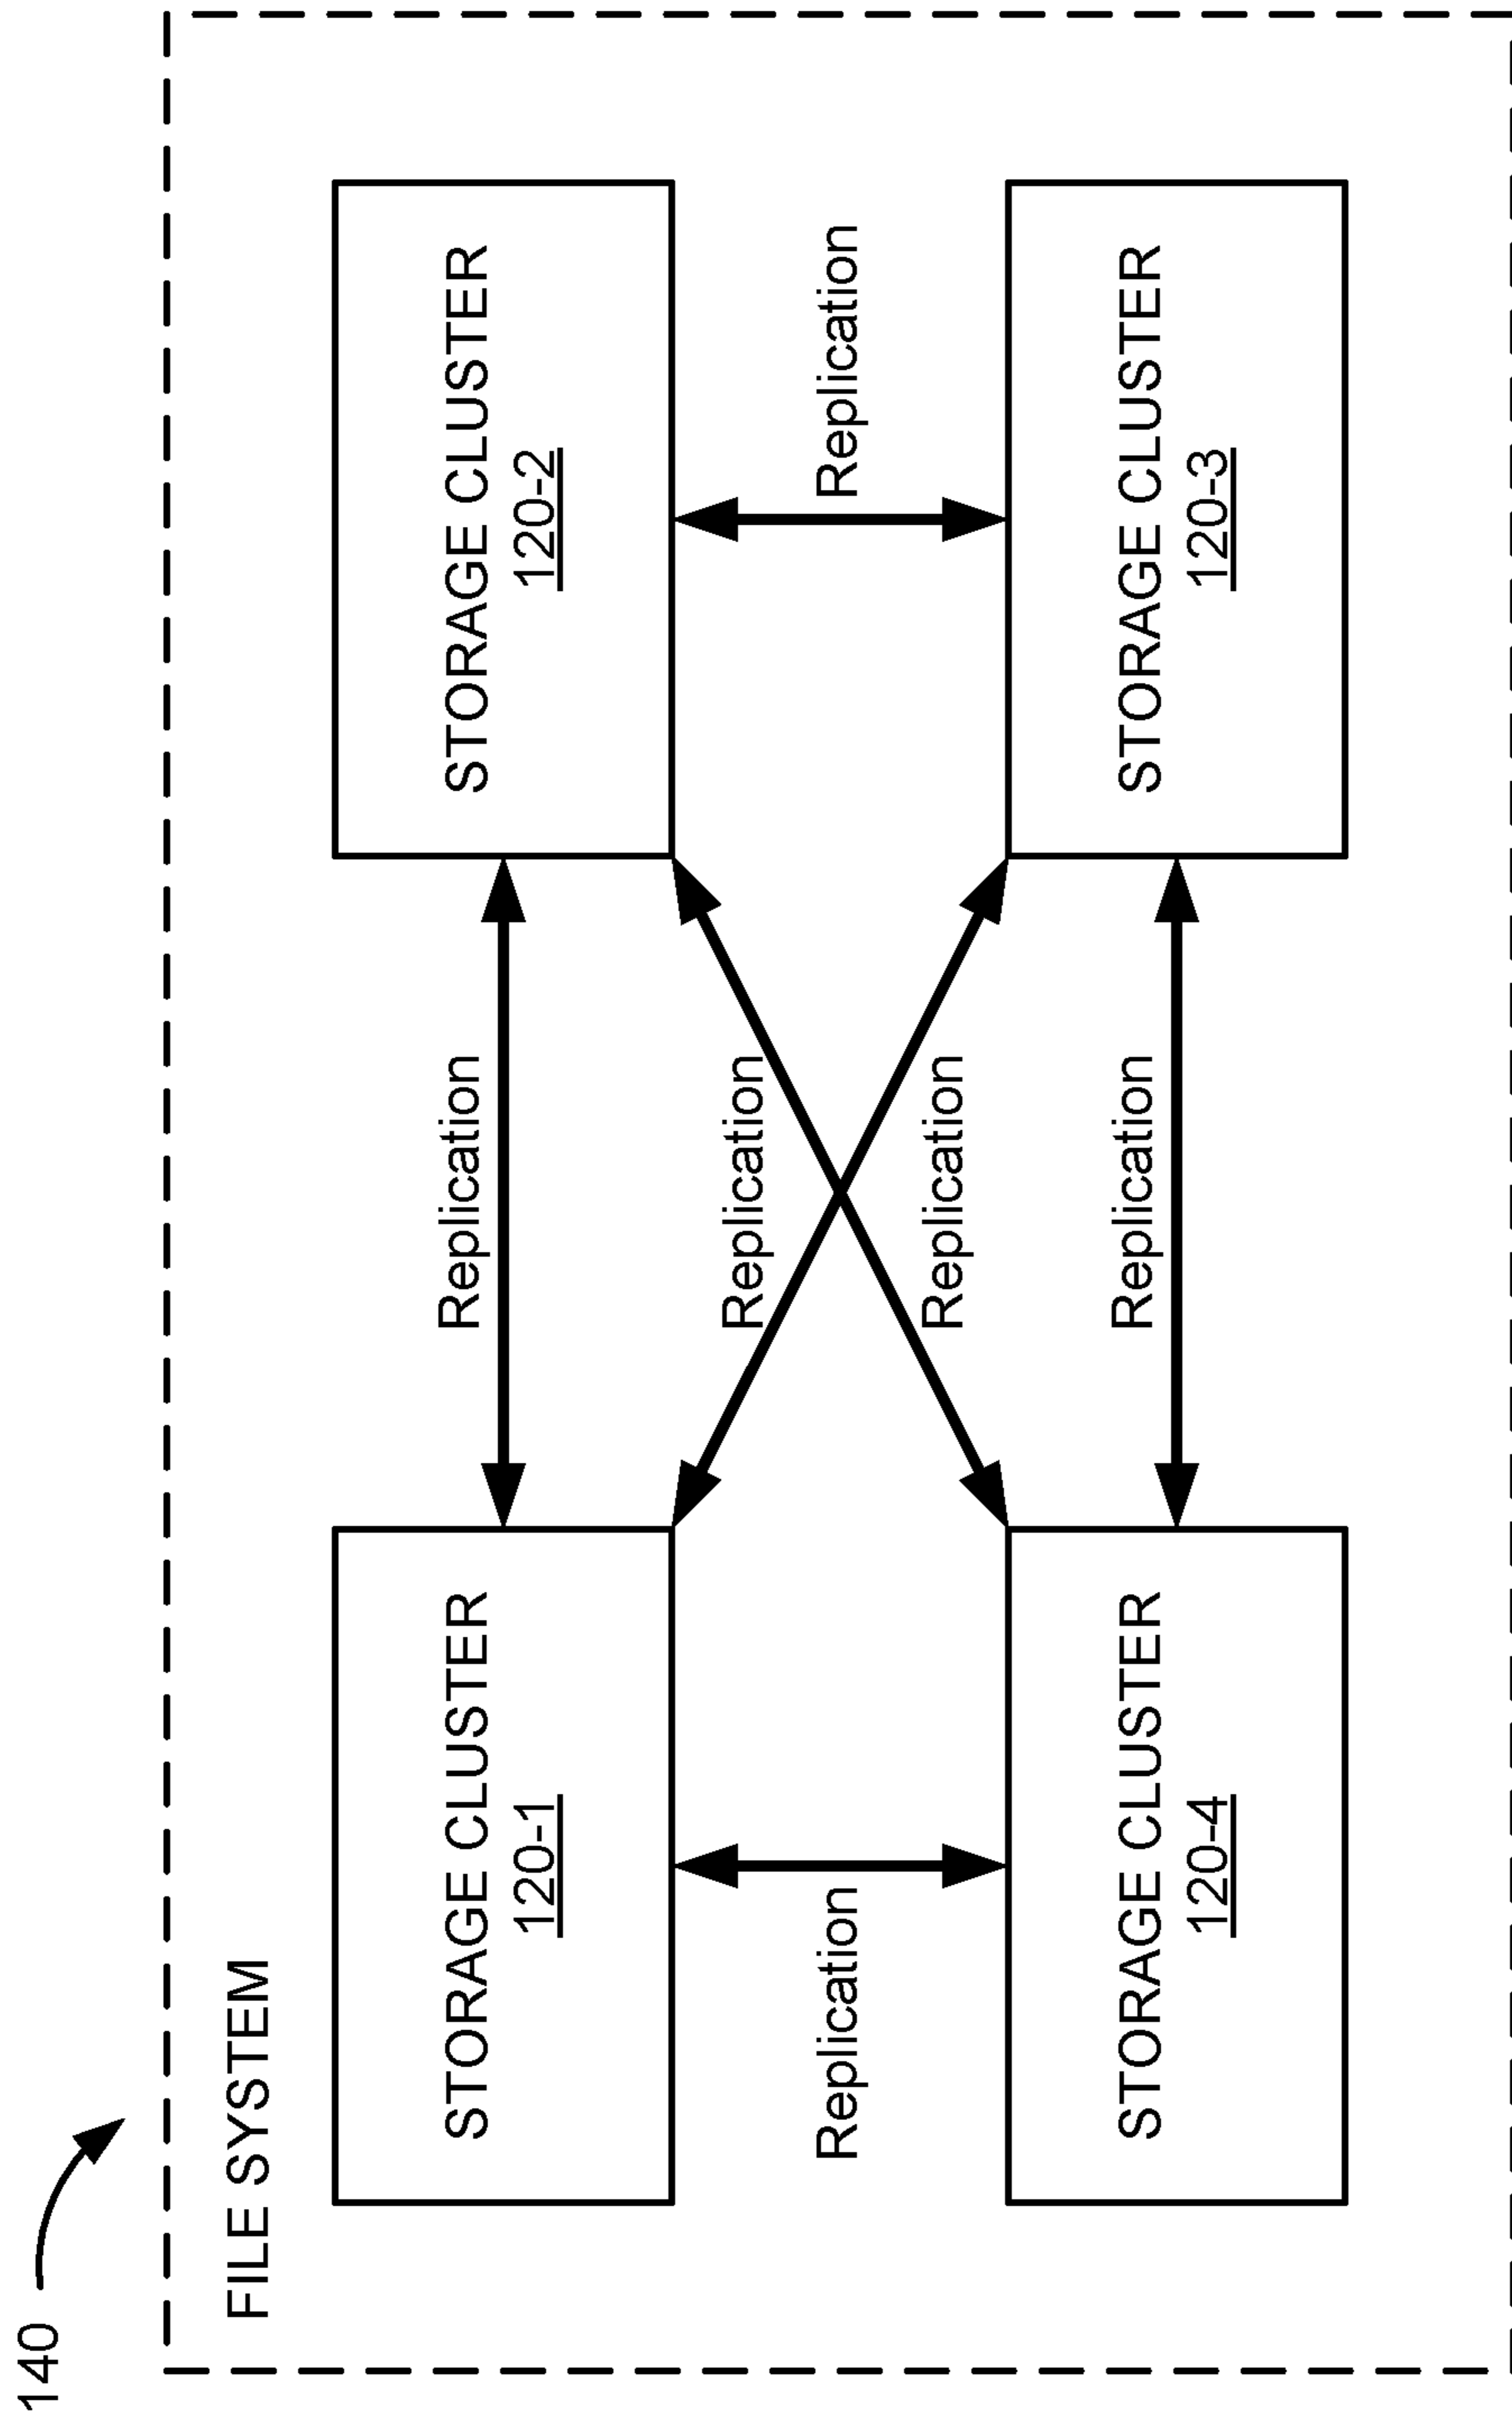 140
FILE SYSTEM
STORAGE CLUSTER
120-1
Replication
STORAGE CLUSTER
120-2
Replication
Replication
Replication
Replication
STORAGE CLUSTER
120-4
Replication
STORAGE CLUSTER
120-3